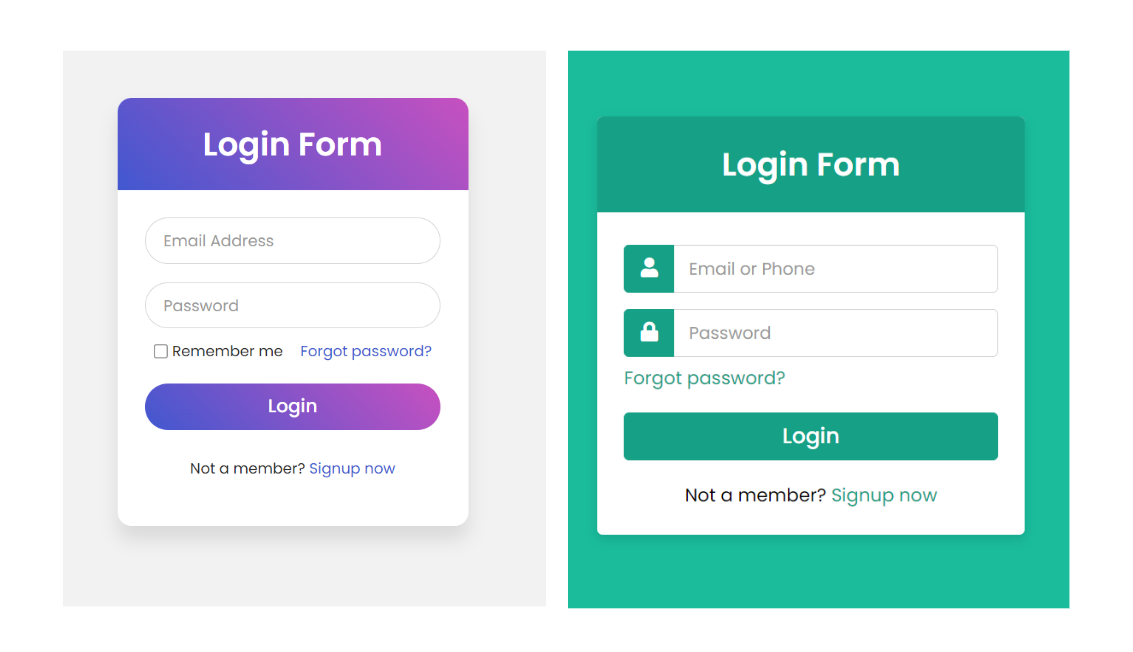 Login Form
Email Address
Password
Remember me Forgot password?
Login
Not a member? Signup now
Login Form
Email or Phone
Password
Forgot password?
Login
Not a member? Signup now